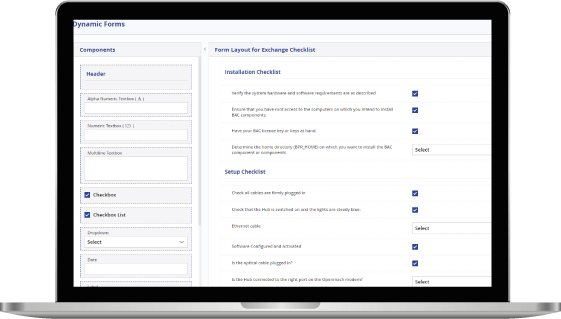 Dynamic Forms
Components
Form Layout for Exchange Checklist
Header
Alpha Numeric Textbox ( A )
Numeric Textbox ( 123 )
Multiline Textbox
Checkbox
Checkbox List
Dropdown
Select
Date
Installation Checklist
Verify the system hardware and software requirements are as described
Ensure that you have root access to the computers on which you intend to install
BAC components.
Have your BAC license key or keys at hand.
Determine the home directory (BPR_HOME) on which you want to install the BAC
component or components.
Select
Setup Checklist
Check all cables are firmly plugged in
Check that the Hub is switched on and the lights are steady blue.
Ethernet cable
Select
Software Configured and Activated
Is the optical cable plugged in?
Is the Hub connected to the right port on the Openreach modem?
Select